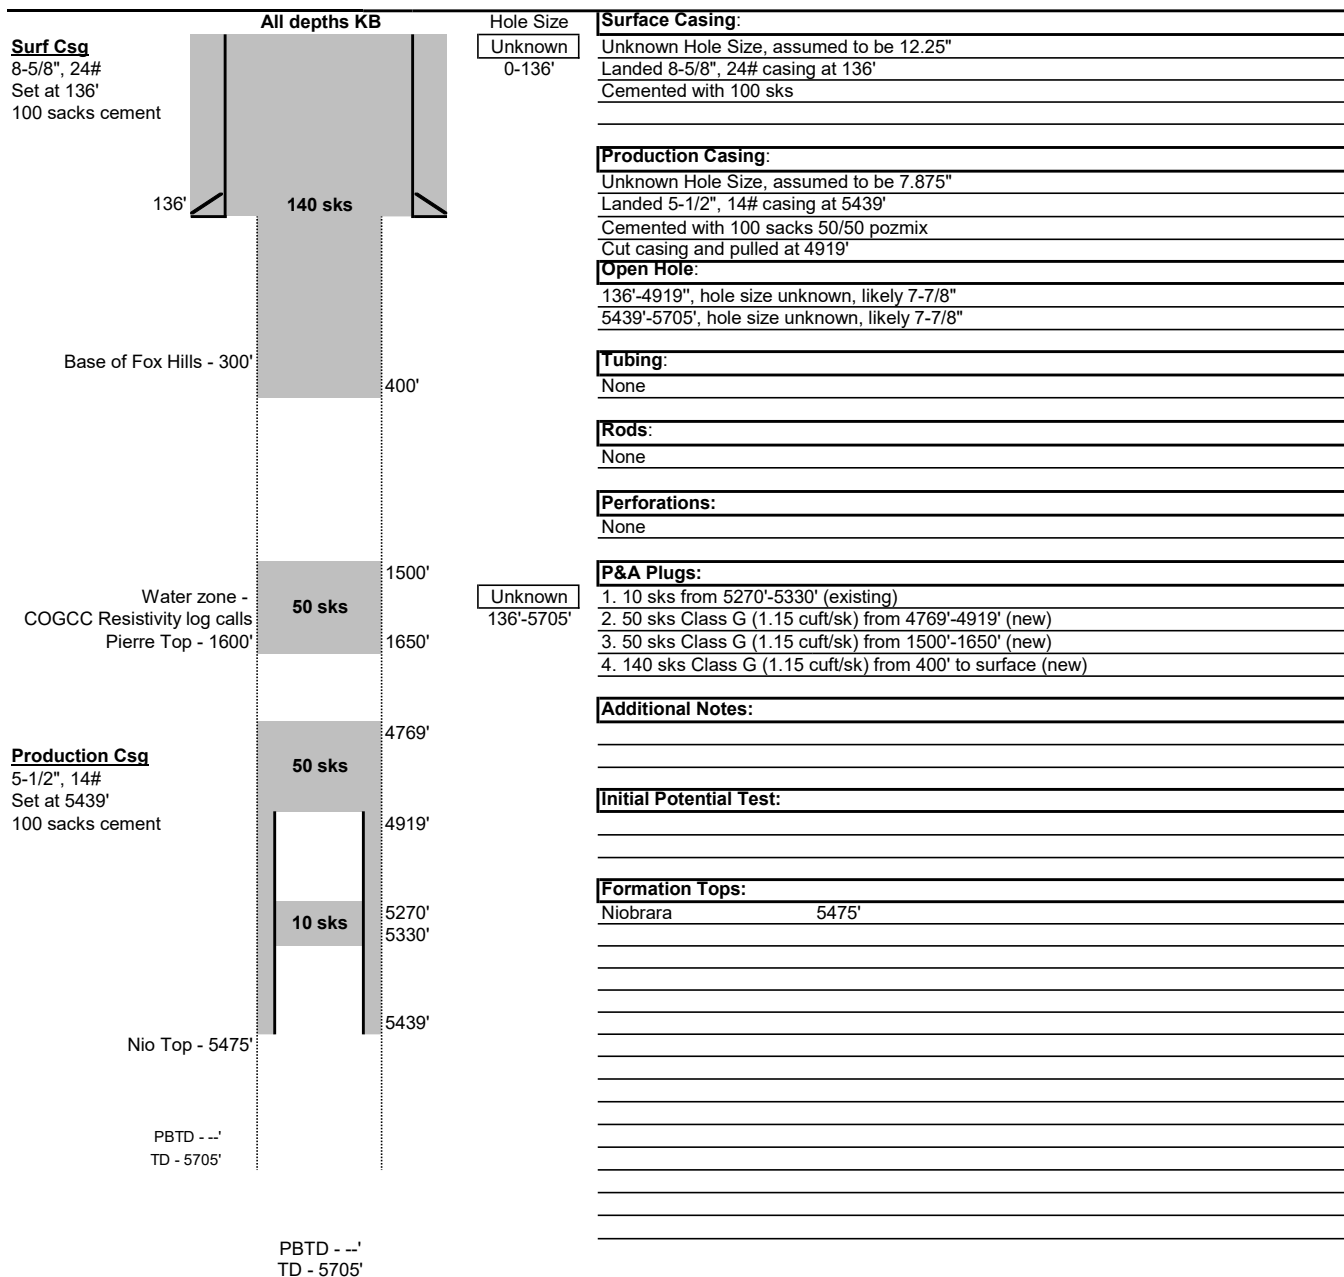 All depths KB
Surf Csg
8-5/8", 24#
Set at 136'
100 sacks cement
136'
140 sks
Base of Fox Hills - 300'
400'
1500'
Water zone -
COGCC Resistivity log calls
Pierre Top - 1600'
50 sks
1650'
4769'
Production Csg
5-1/2", 14#
Set at 5439'
100 sacks cement
50 sks
4919'
10 sks
5270'
5330'
5439'
Nio Top - 5475'
PBTD - --'
TD - 5705'
PBTD - --'
TD - 5705'
Hole Size
Unknown
0-136'
Unknown
136'-5705'
Surface Casing:
Unknown Hole Size, assumed to be 12.25"
Landed 8-5/8", 24# casing at 136'
Cemented with 100 sks
Production Casing:
Unknown Hole Size, assumed to be 7.875"
Landed 5-1/2", 14# casing at 5439'
Cemented with 100 sacks 50/50 pozmix
Cut casing and pulled at 4919'
Open Hole:
136'-4919", hole size unknown, likely 7-7/8"
5439'-5705', hole size unknown, likely 7-7/8"
Tubing:
None
Rods:
None
Perforations:
None
P&A Plugs:
1. 10 sks from 5270'-5330' (existing)
2. 50 sks Class G (1.15 cuft/sk) from 4769'-4919' (new)
3. 50 sks Class G (1.15 cuft/sk) from 1500'-1650' (new)
4. 140 sks Class G (1.15 cuft/sk) from 400' to surface (new)
Additional Notes:
Initial Potential Test:
Formation Tops:
Niobrara 5475'